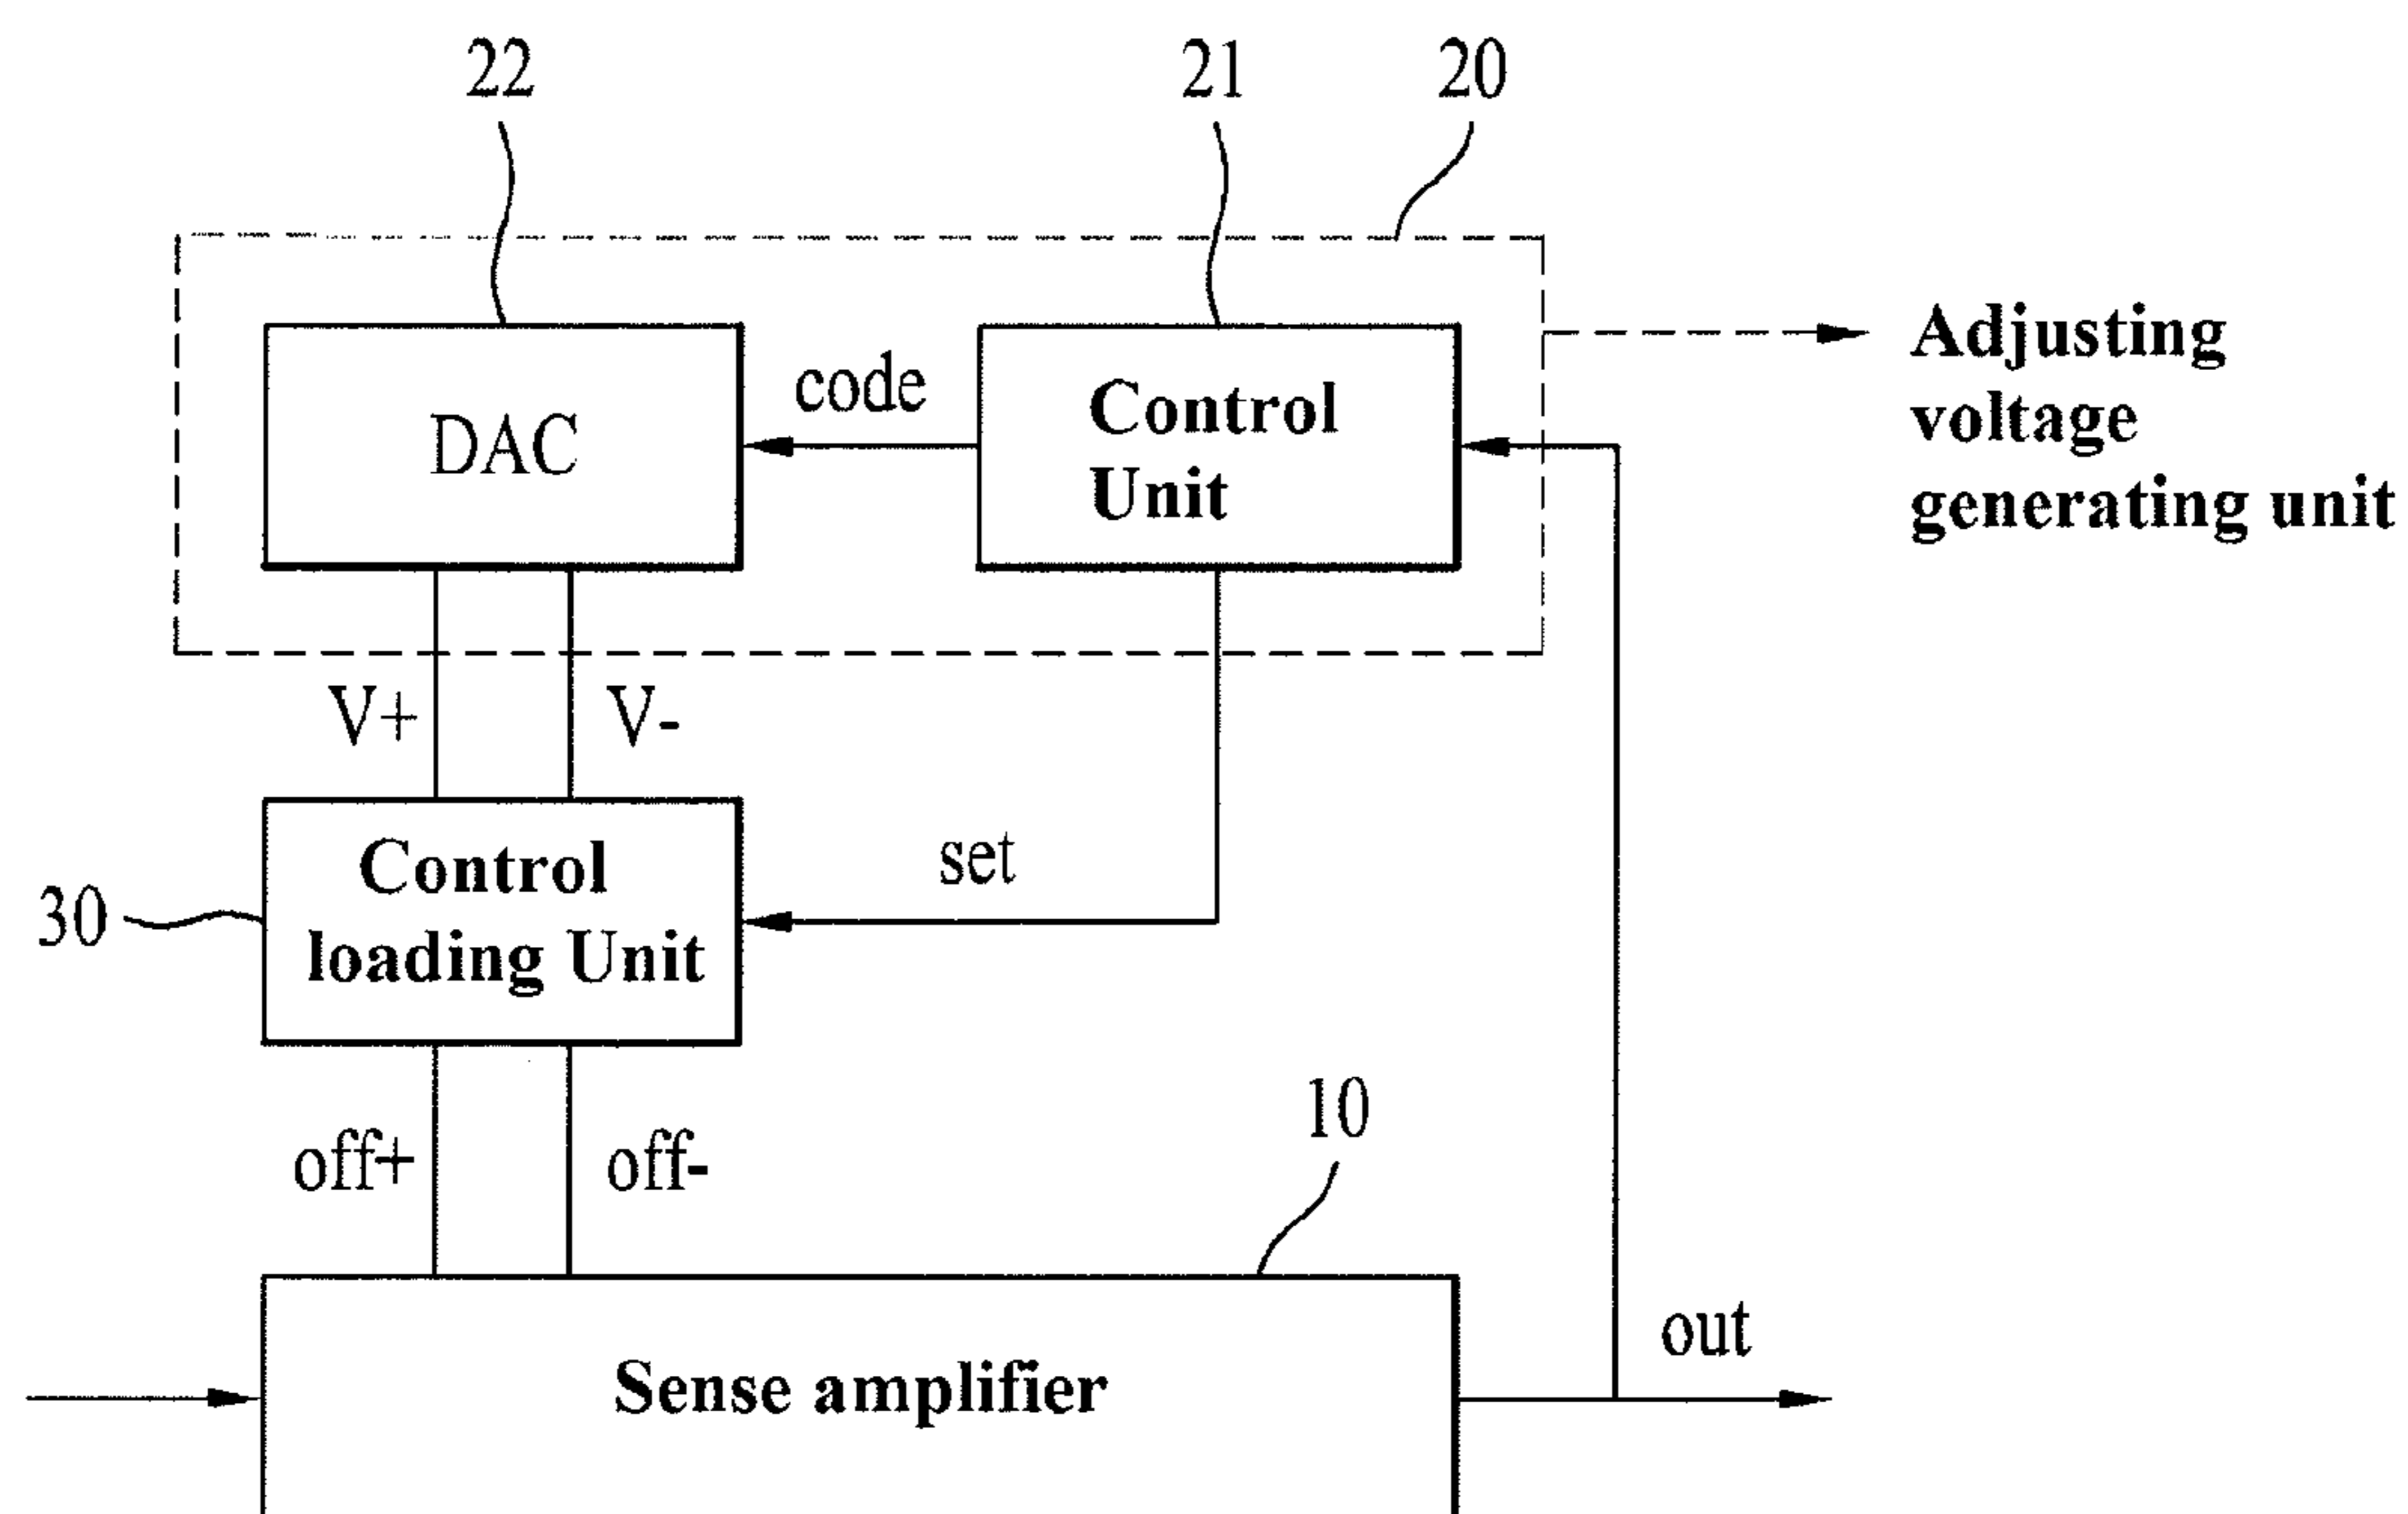 22
21
20
DAC
code
Control
Unit
Adjusting
voltage
generating unit
V+
V-
Control
loading Unit
set
30
off+
off-
10
Sense amplifier
out